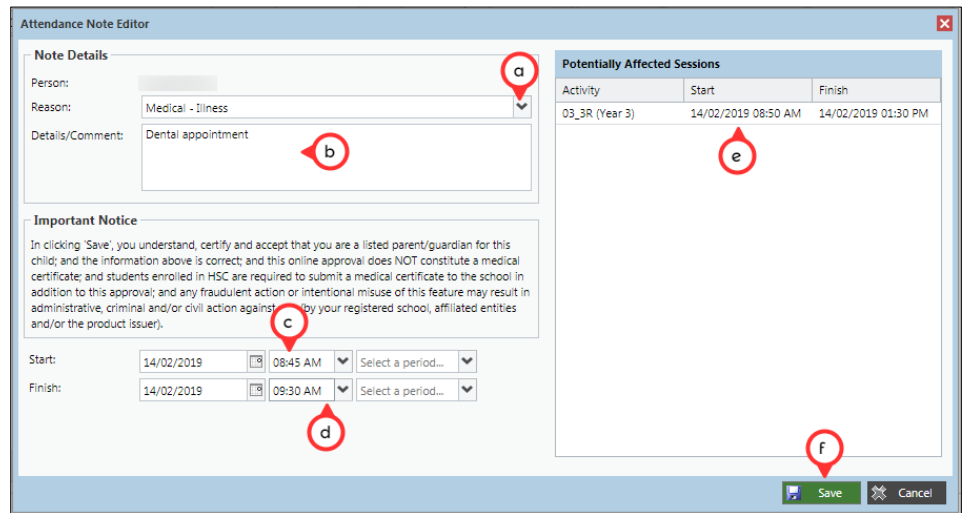 Attendance Note Editor
Note Details
Person:
a
Reason:
Medical - Illness
Details/Comment:
Dental appointment
b
Important Notice
In clicking 'Save', you understand, certify and accept that you are a listed parent/guardian for this
child; and the information above is correct; and this online approval does NOT constitute a medical
certificate; and students enrolled in HSC are required to submit a medical certificate to the school in
addition to this approval; and any fraudulent action or intentional misuse of this feature may result in
administrative, criminal and/or civil action against (by your registered school, affiliated entities
and/or the product issuer).
c
Start:
14/02/2019
08:45 AM
Select a period...
Finish:
14/02/2019
09:30 AM
Select a period...
d
Potentially Affected Sessions
Activity Start Finish
03_3R (Year 3) 14/02/2019 08:50 AM 14/02/2019 01:30 PM
e
f
Save
Cancel